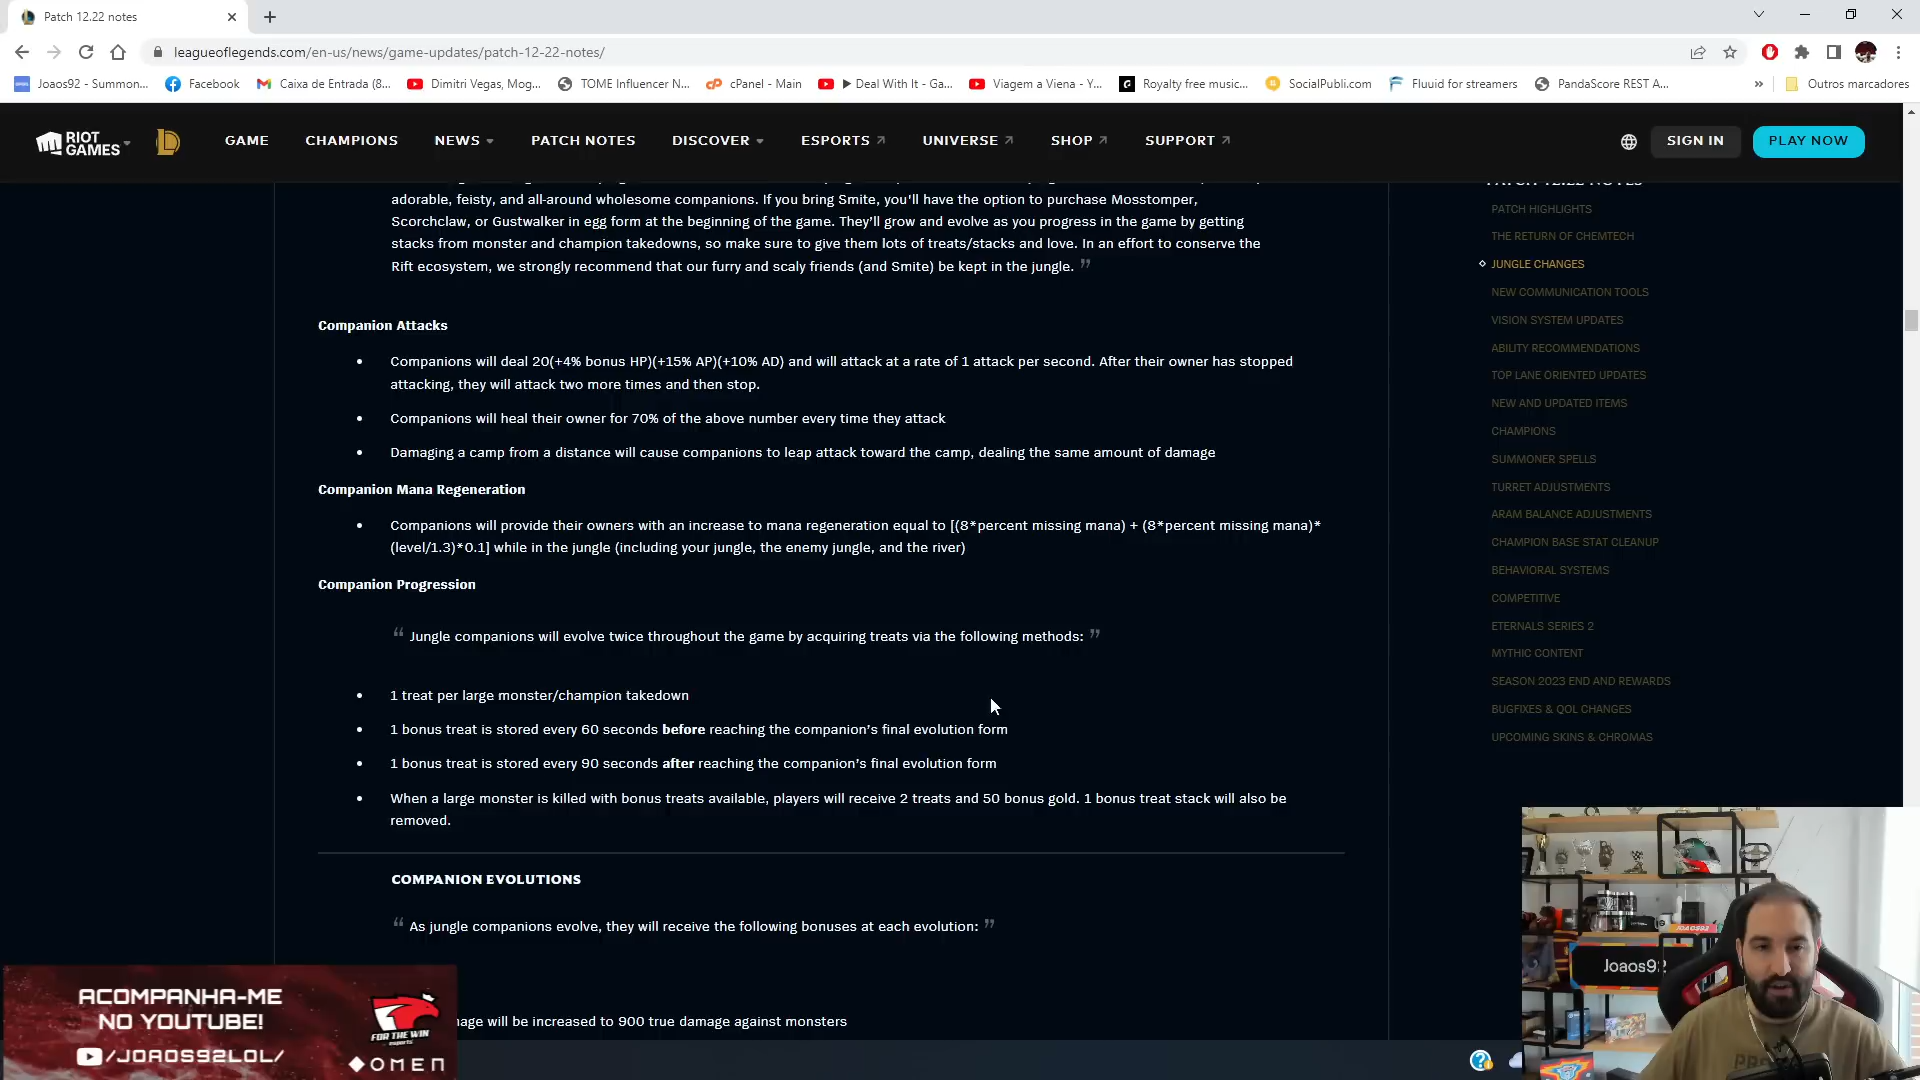 Patch 12.22 notes
leagueoflegends.com/en-us/news/game-updates/patch-12-22-notes/
Joaos92 - Summon... Facebook Caixa de Entrada (8... Dimitri Vegas, Mog... TOME Influencer N... cPanel - Main ▶ Deal With It - Ga... Viagem a Viena - Y... Royalty free music... SocialPubli.com Fluuid for streamers PandaScore REST A... » Outros marcadores
RIOT GAMES GAME CHAMPIONS NEWS PATCH NOTES DISCOVER ESPORTS UNIVERSE SHOP SUPPORT SIGN IN PLAY NOW
adorable, feisty, and all-around wholesome companions. If you bring Smite, you'll have the option to purchase Mosstomper,
Scorchclaw, or Gustwalker in egg form at the beginning of the game. They'll grow and evolve as you progress in the game by getting
stacks from monster and champion takedowns, so make sure to give them lots of treats/stacks and love. In an effort to conserve the
Rift ecosystem, we strongly recommend that our furry and scaly friends (and Smite) be kept in the jungle. ”
Companion Attacks
• Companions will deal 20(+4% bonus HP)(+15% AP)(+10% AD) and will attack at a rate of 1 attack per second. After their owner has stopped
attacking, they will attack two more times and then stop.
• Companions will heal their owner for 70% of the above number every time they attack
• Damaging a camp from a distance will cause companions to leap attack toward the camp, dealing the same amount of damage
Companion Mana Regeneration
• Companions will provide their owners with an increase to mana regeneration equal to [(8*percent missing mana) + (8*percent missing mana)*
(level/1.3)*0.1] while in the jungle (including your jungle, the enemy jungle, and the river)
Companion Progression
“ Jungle companions will evolve twice throughout the game by acquiring treats via the following methods: ”
• 1 treat per large monster/champion takedown
• 1 bonus treat is stored every 60 seconds before reaching the companion's final evolution form
• 1 bonus treat is stored every 90 seconds after reaching the companion's final evolution form
• When a large monster is killed with bonus treats available, players will receive 2 treats and 50 bonus gold. 1 bonus treat stack will also be
removed.
COMPANION EVOLUTIONS
“ As jungle companions evolve, they will receive the following bonuses at each evolution: ”
mage will be increased to 900 true damage against monsters
PATCH 12.22 NOTES
PATCH HIGHLIGHTS
THE RETURN OF CHEMTECH
JUNGLE CHANGES
NEW COMMUNICATION TOOLS
VISION SYSTEM UPDATES
ABILITY RECOMMENDATIONS
TOP LANE ORIENTED UPDATES
NEW AND UPDATED ITEMS
CHAMPIONS
SUMMONER SPELLS
TURRET ADJUSTMENTS
ARAM BALANCE ADJUSTMENTS
CHAMPION BASE STAT CLEANUP
BEHAVIORAL SYSTEMS
COMPETITIVE
ETERNALS SERIES 2
MYTHIC CONTENT
SEASON 2023 END AND REWARDS
BUGFIXES & QOL CHANGES
UPCOMING SKINS & CHROMAS
ACOMPANHA-ME
NO YOUTUBE!
/JOAOS92LOL/
FOR THE WIN
esports
OMEN
JOAOS92
Joaos92